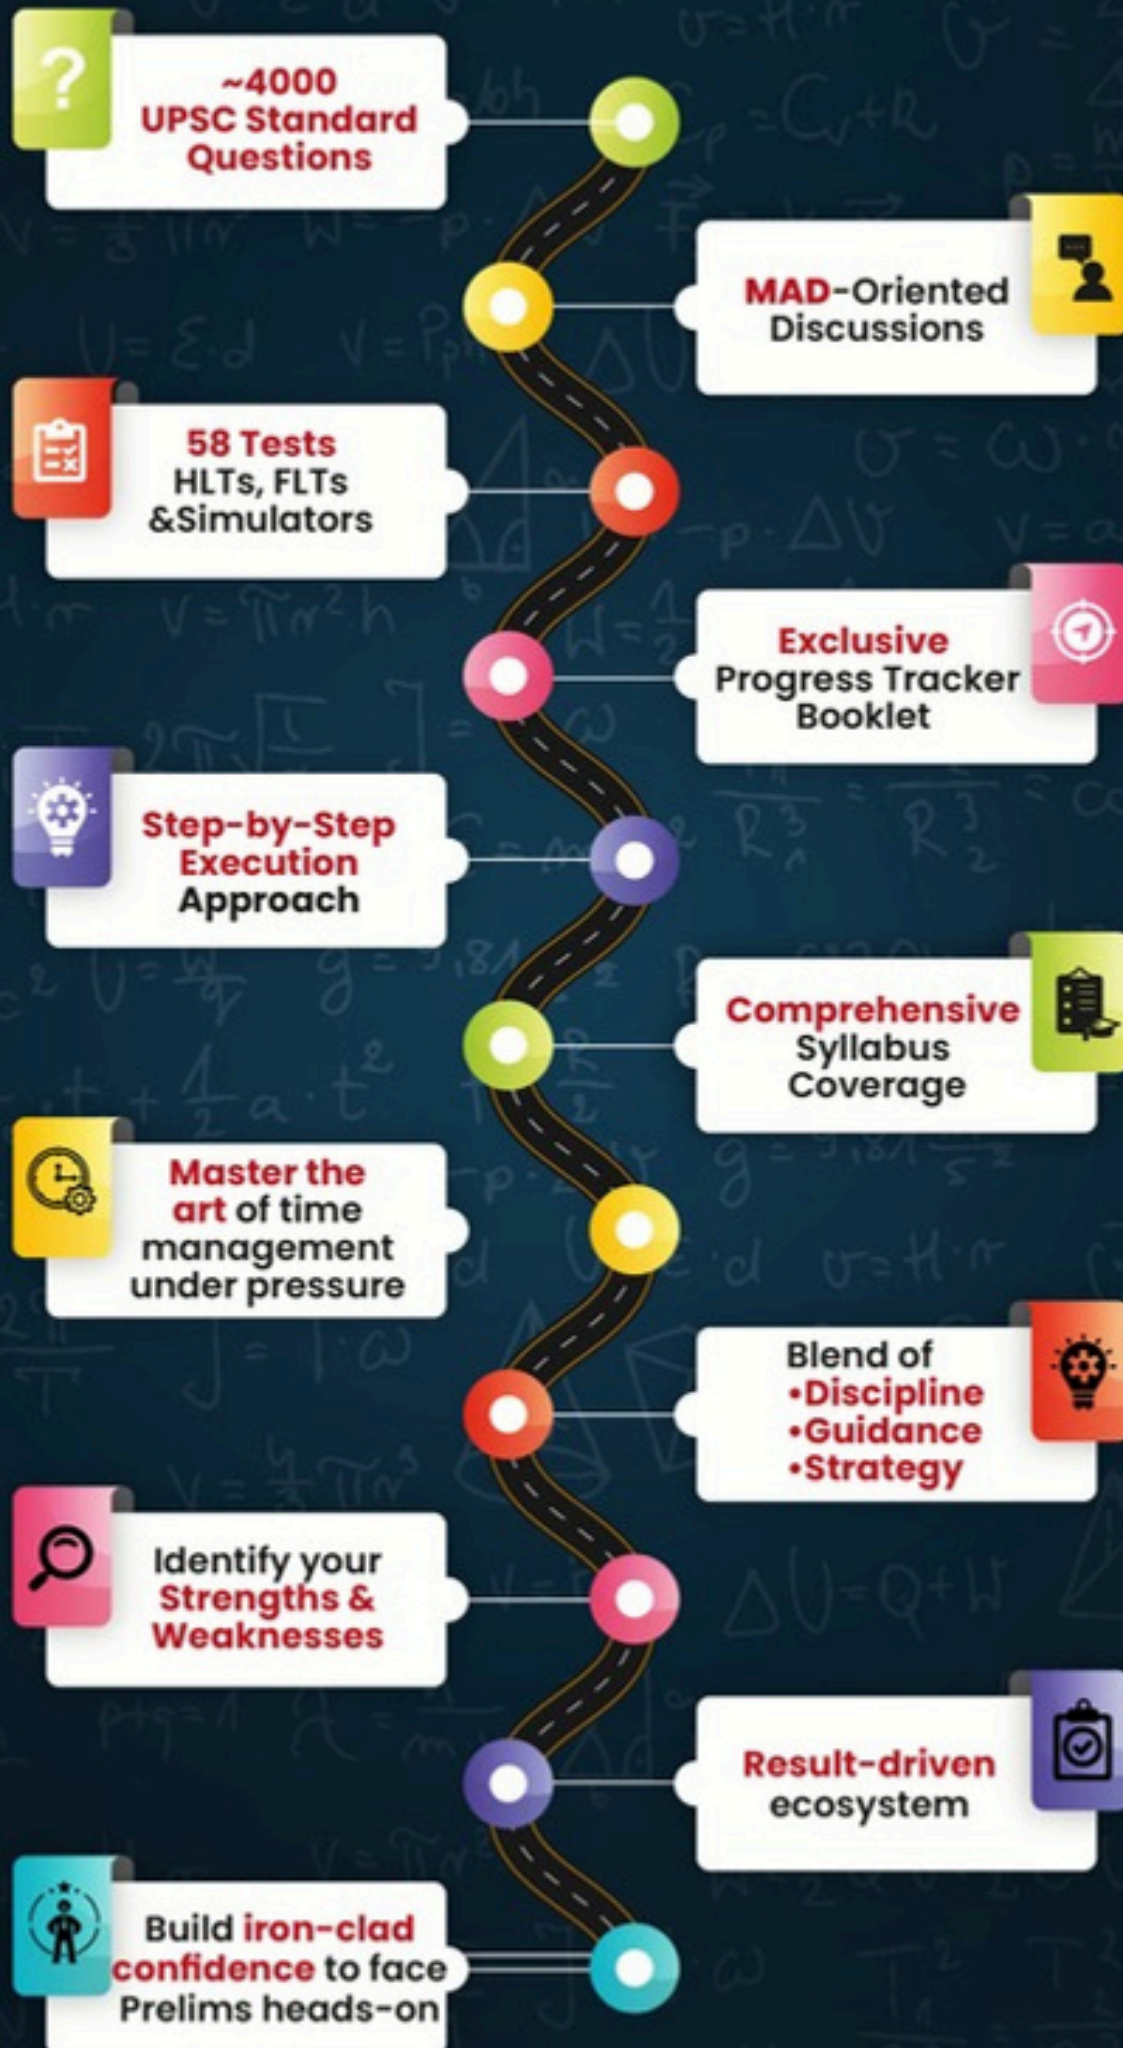 ~4000
UPSC Standard
Questions
MAD-Oriented
Discussions
58 Tests
HLTs, FLTs
&Simulators
Exclusive
Progress Tracker
Booklet
Step-by-Step
Execution
Approach
Comprehensive
Syllabus
Coverage
Master the
art of time
management
under pressure
Blend of
•Discipline
•Guidance
•Strategy
Identify your
Strengths &
Weaknesses
Result-driven
ecosystem
Build iron-clad
confidence to face
Prelims heads-on